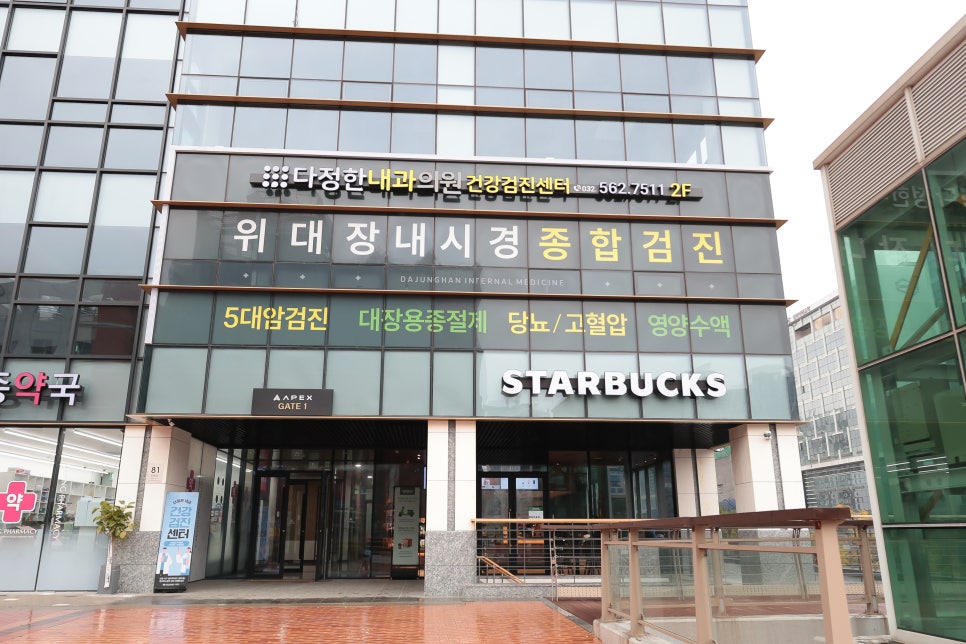 다정한내과의원 건강검진센터 032 562.7511 2F
위대장내시경종합검진
DAJUNGHAN INTERNAL MEDICINE
5대암검진 대장용종절제 당뇨/고혈압 영양수액
STARBUCKS
APEX
GATE 1
약국
81
약
PHARMACY
건강
검진
센터